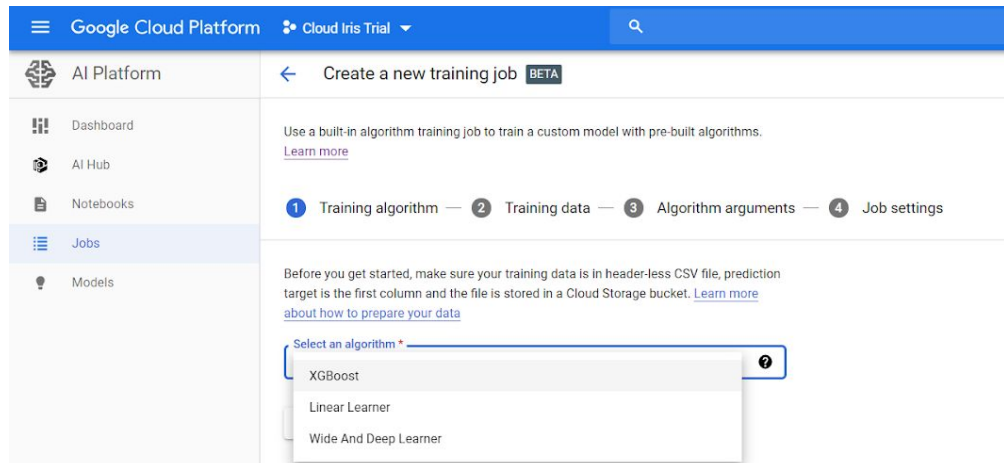 Google Cloud Platform
Cloud Iris Trial
AI Platform
Create a new training job BETA
Dashboard
AI Hub
Notebooks
Jobs
Models
Use a built-in algorithm training job to train a custom model with pre-built algorithms.
Learn more
1 Training algorithm — 2 Training data — 3 Algorithm arguments — 4 Job settings
Before you get started, make sure your training data is in header-less CSV file, prediction
target is the first column and the file is stored in a Cloud Storage bucket. Learn more
about how to prepare your data
Select an algorithm *
XGBoost
Linear Learner
Wide And Deep Learner